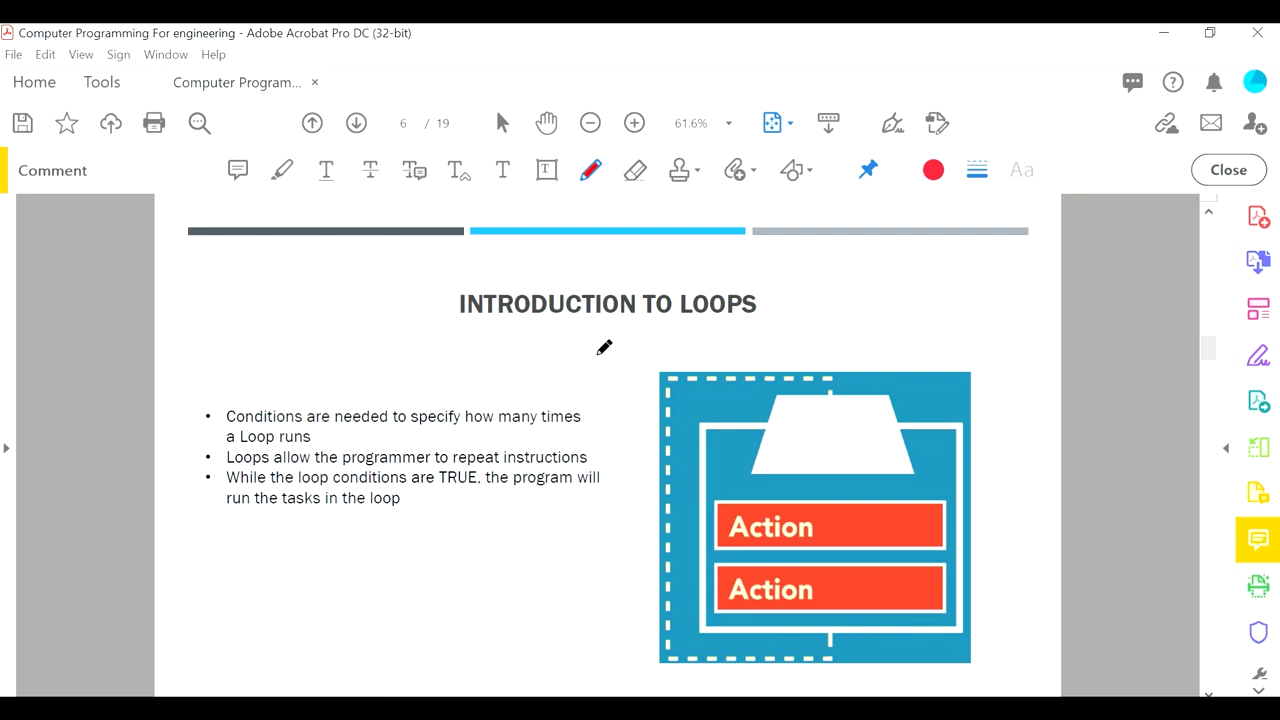 Computer Programming For engineering - Adobe Acrobat Pro DC (32-bit)
File Edit View Sign Window Help
Home Tools Computer Program... ×
6 / 19 61.6%
Comment T T T T T T Aa Close
INTRODUCTION TO LOOPS
• Conditions are needed to specify how many times
a Loop runs
• Loops allow the programmer to repeat instructions
• While the loop conditions are TRUE, the program will
run the tasks in the loop
Action
Action